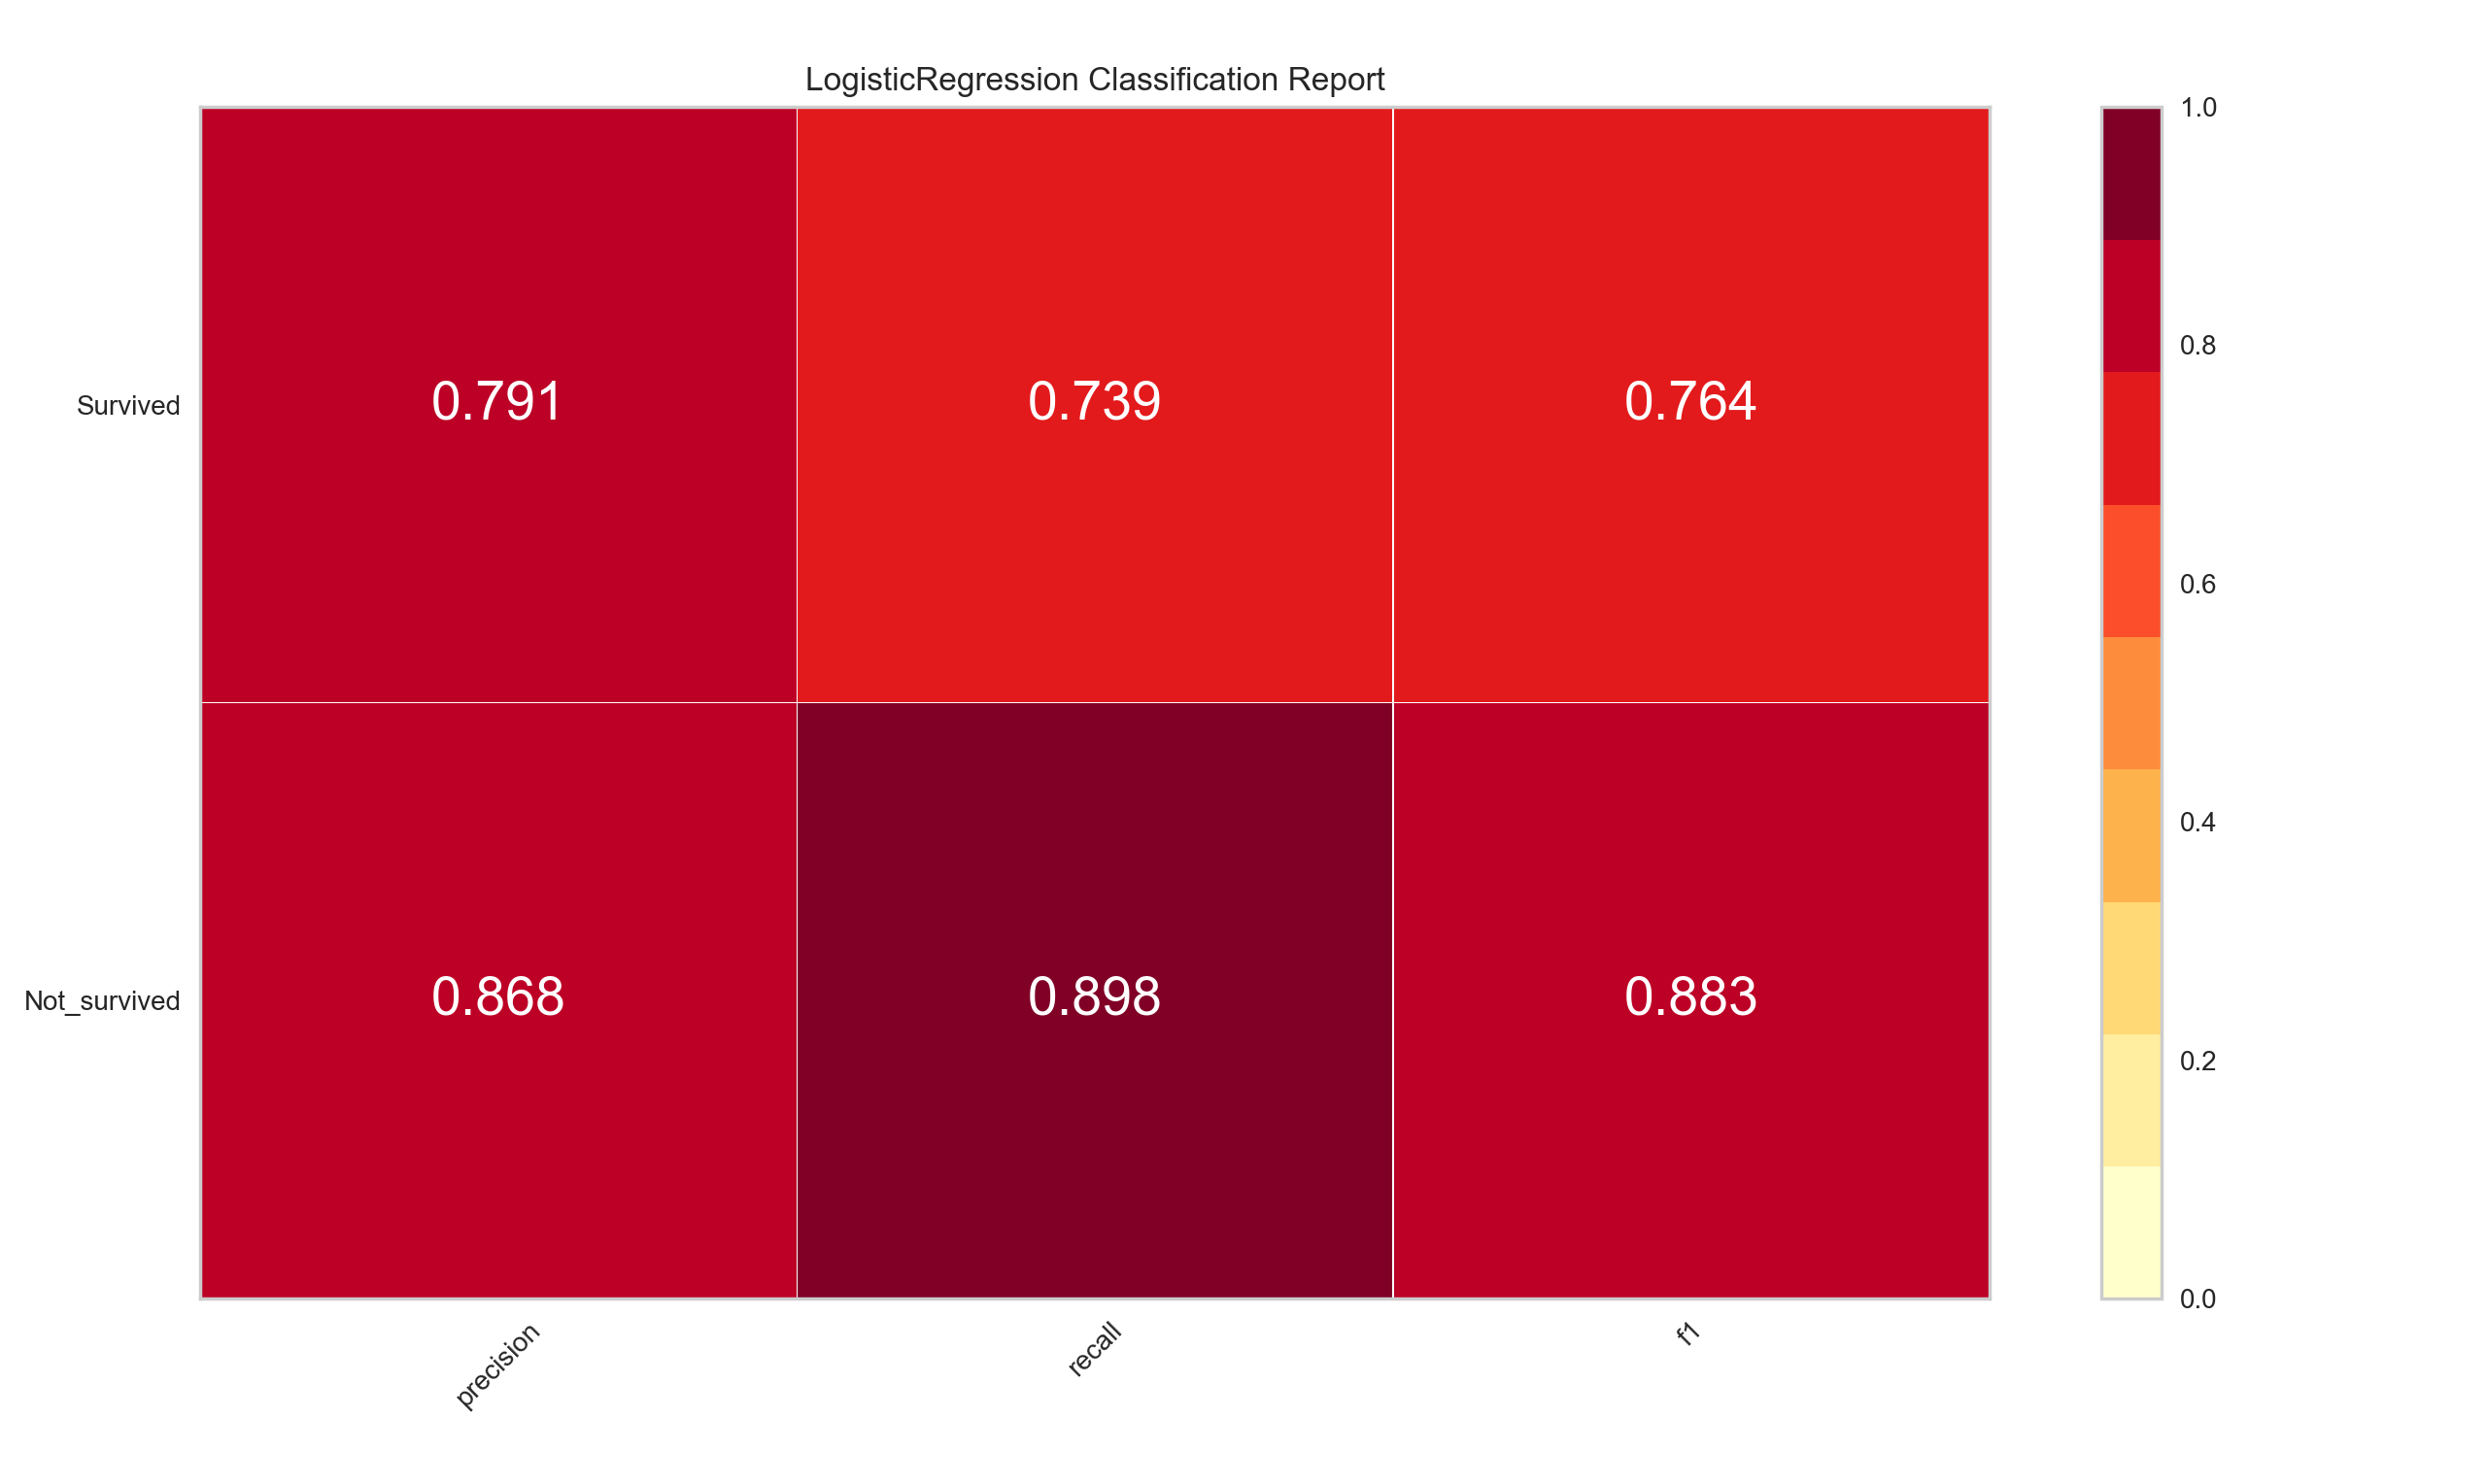 LogisticRegression Classification Report
Survived 0.791 0.739 0.764
Not_survived 0.868 0.898 0.883
precision recall f1
1.0
0.8
0.6
0.4
0.2
0.0